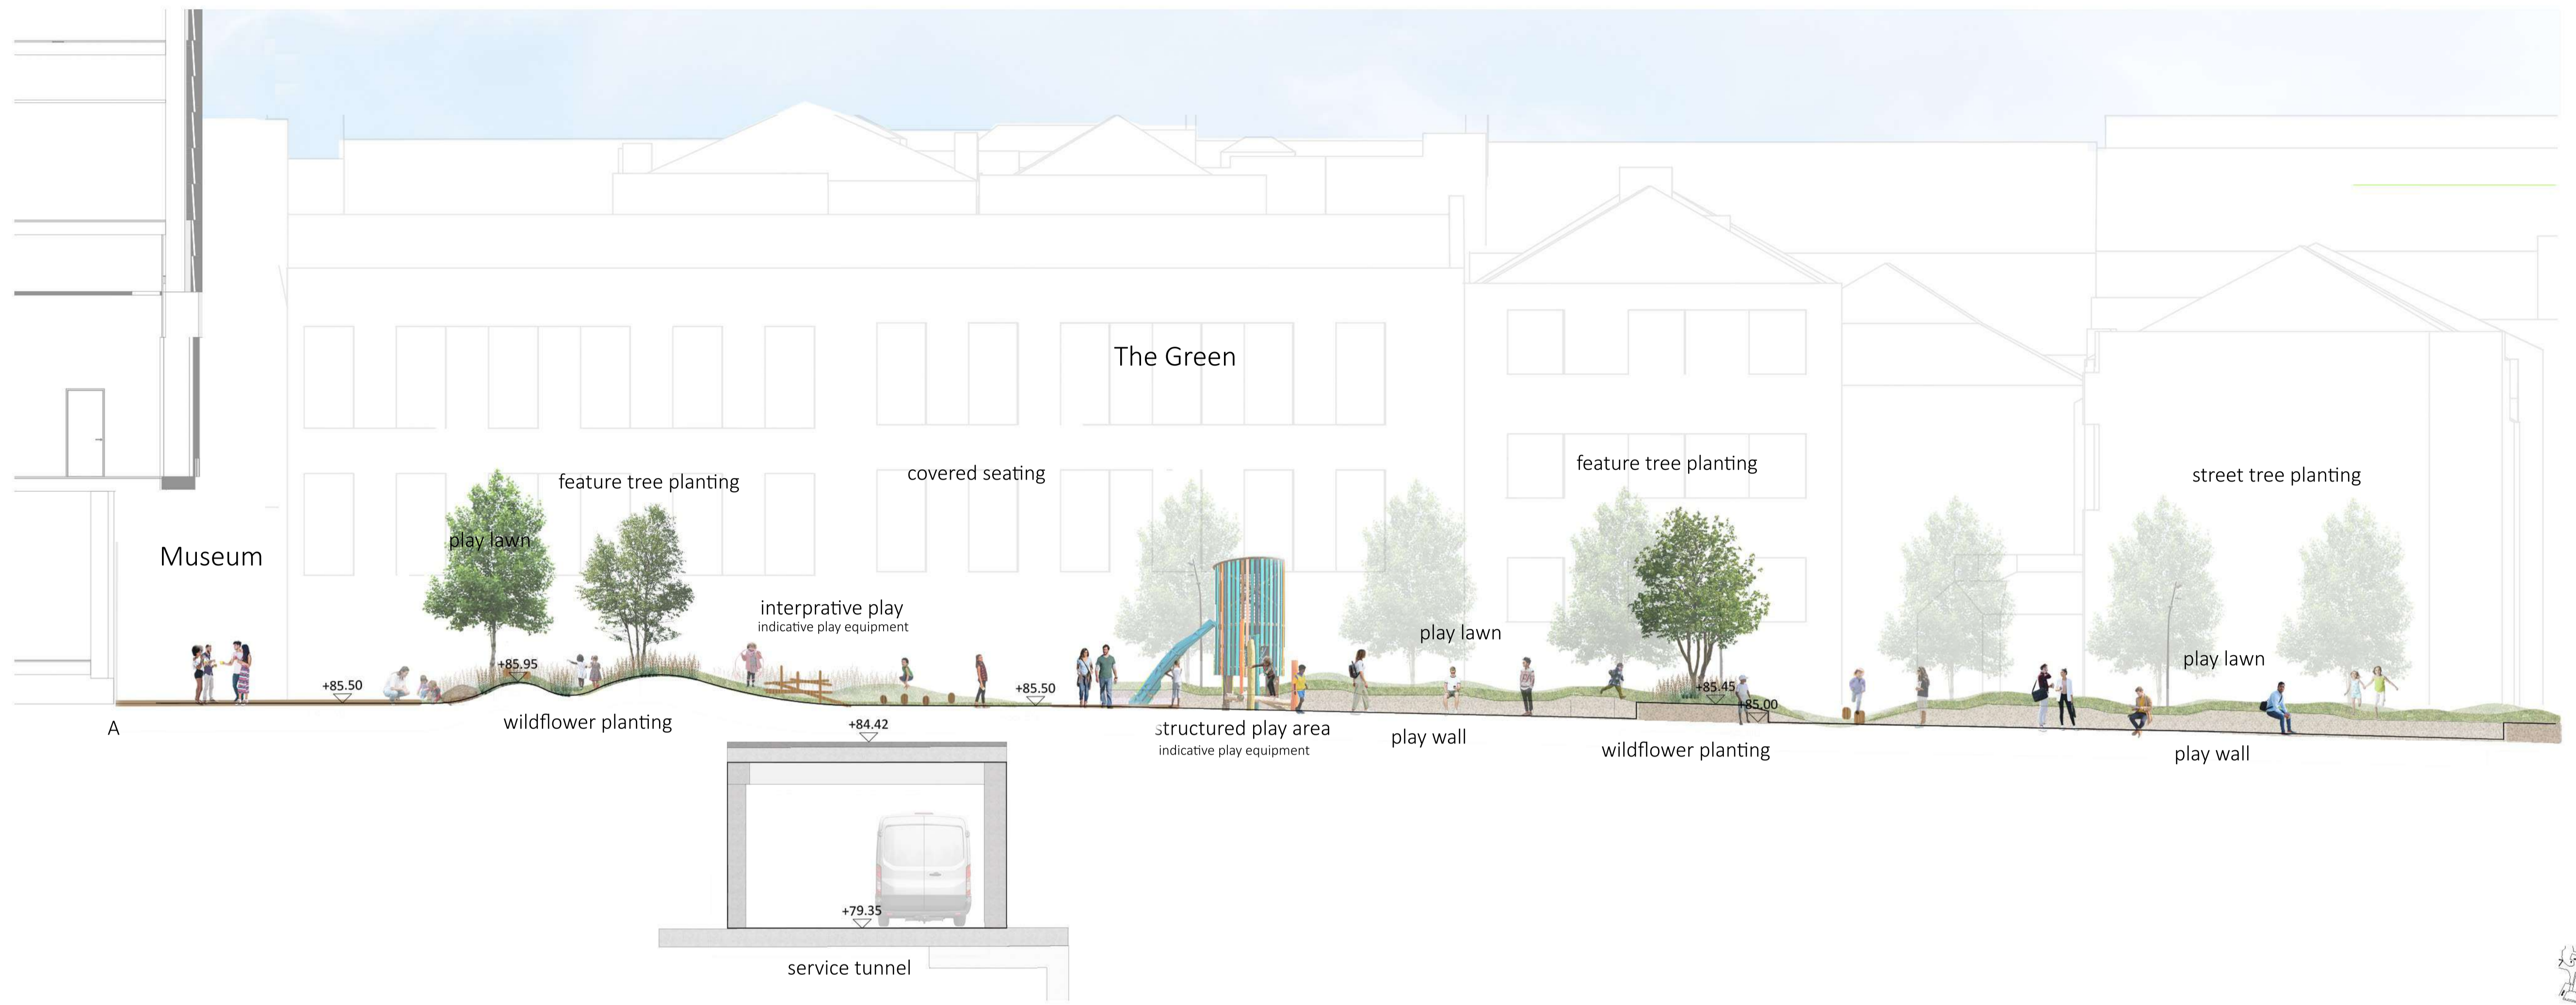 The Green
feature tree planting
covered seating
feature tree planting
street tree planting
play lawn
Museum
interprative play
indicative play equipment
play lawn
play lawn
+85.95
+85.50
+85.50
+85.45
+85.00
A
wildflower planting
+84.42
structured play area
indicative play equipment
play wall
wildflower planting
play wall
+79.35
service tunnel